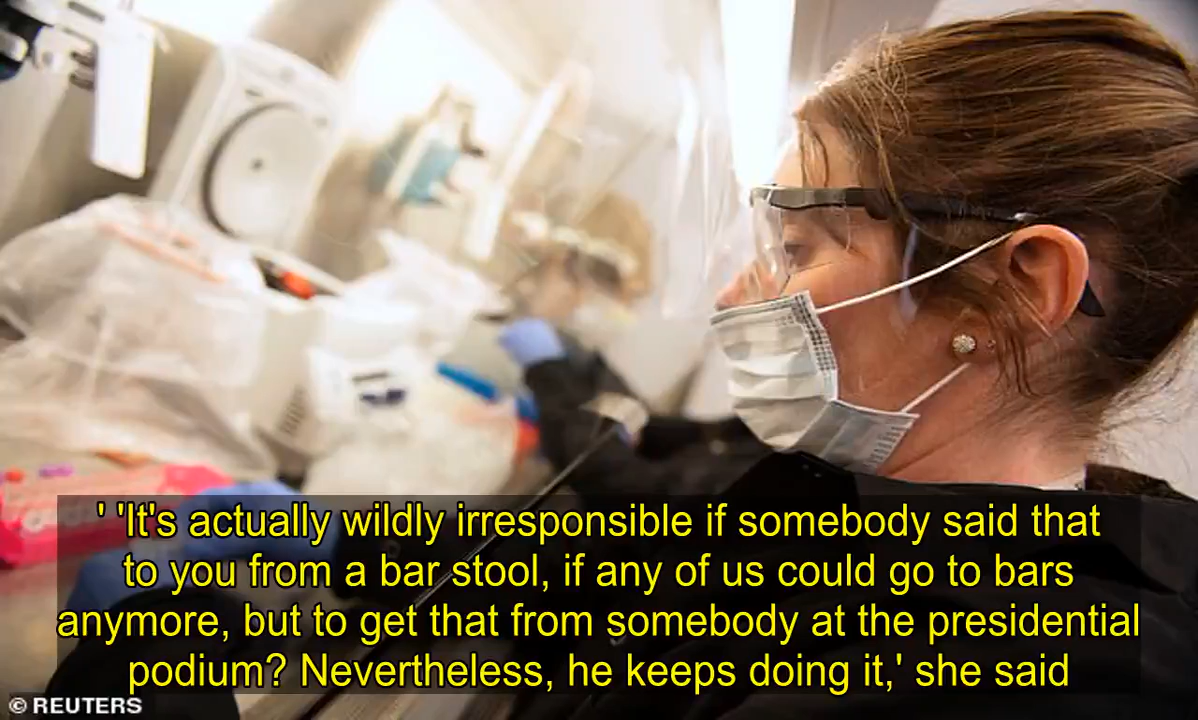 ' 'It's actually wildly irresponsible if somebody said that
to you from a bar stool, if any of us could go to bars
anymore, but to get that from somebody at the presidential
podium? Nevertheless, he keeps doing it,' she said
© REUTERS